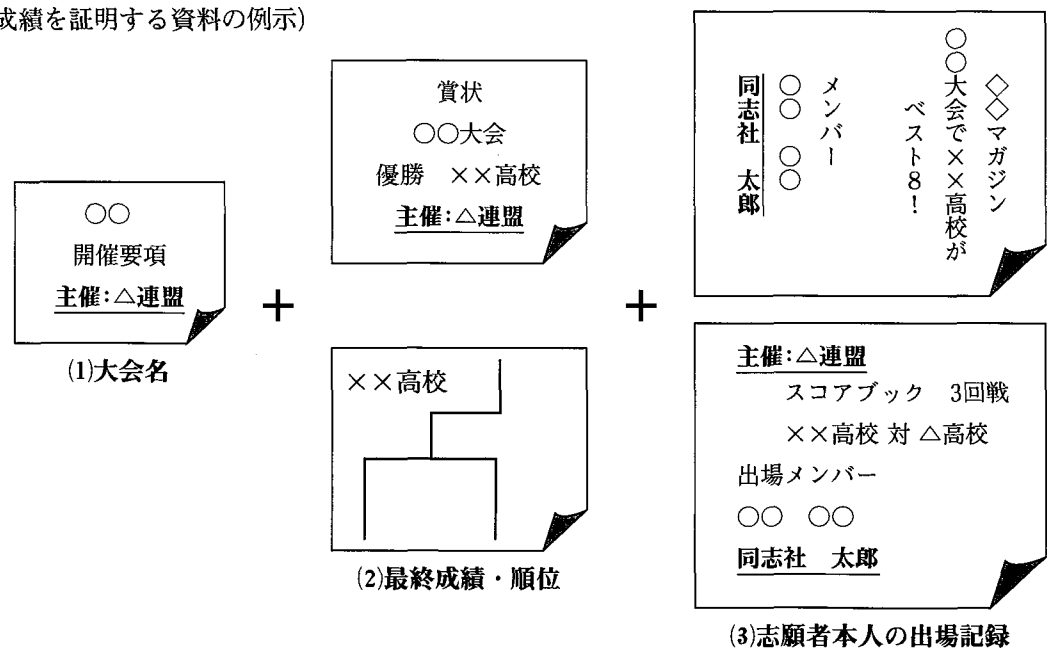 成績を証明する資料の例示)
○○
開催要項
主催:△連盟
(1)大会名
+
賞状
○○大会
優勝 ××高校
主催:△連盟
××高校
(2)最終成績・順位
+
◇◇マガジン
○○大会で××高校が
ベスト8!
メンバー
○○ ○○
同志社 太郎
主催:△連盟
スコアブック 3回戦
××高校 対 △高校
出場メンバー
○○ ○○
同志社 太郎
(3)志願者本人の出場記録